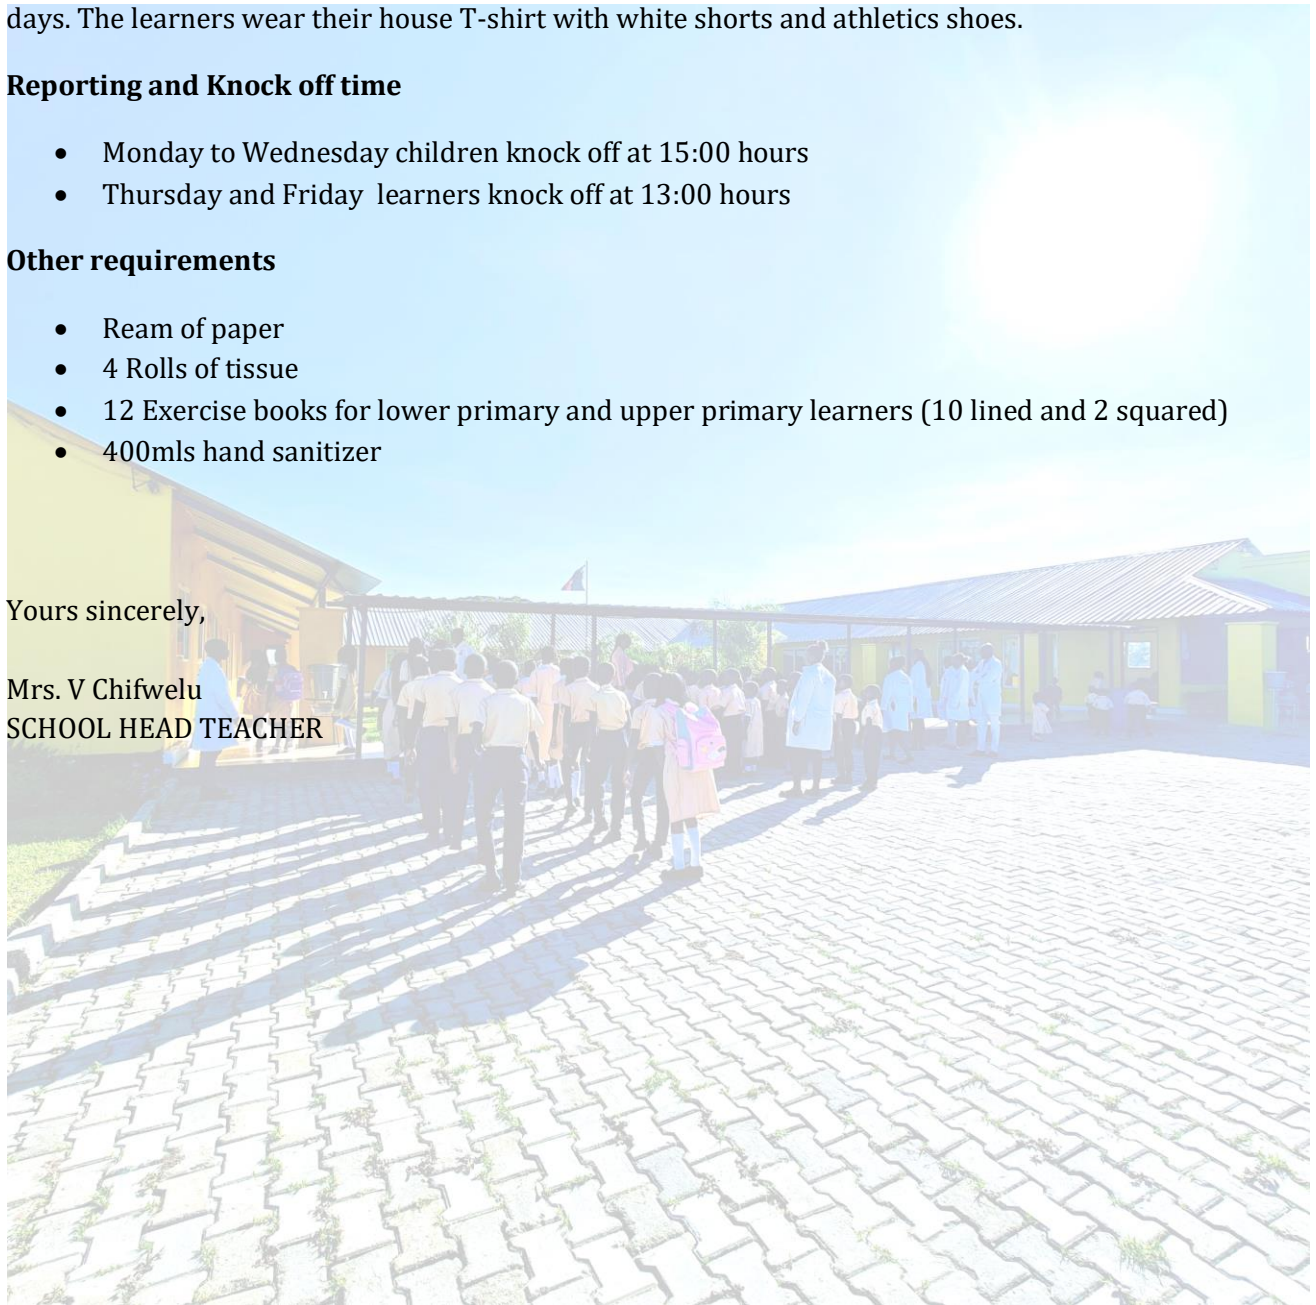 days. The learners wear their house T-shirt with white shorts and athletics shoes.
Reporting and Knock off time
• Monday to Wednesday children knock off at 15:00 hours
• Thursday and Friday  learners knock off at 13:00 hours
Other requirements
• Ream of paper
• 4 Rolls of tissue
• 12 Exercise books for lower primary and upper primary learners (10 lined and 2 squared)
• 400mls hand sanitizer
Yours sincerely,
Mrs. V Chifwelu
SCHOOL HEAD TEACHER